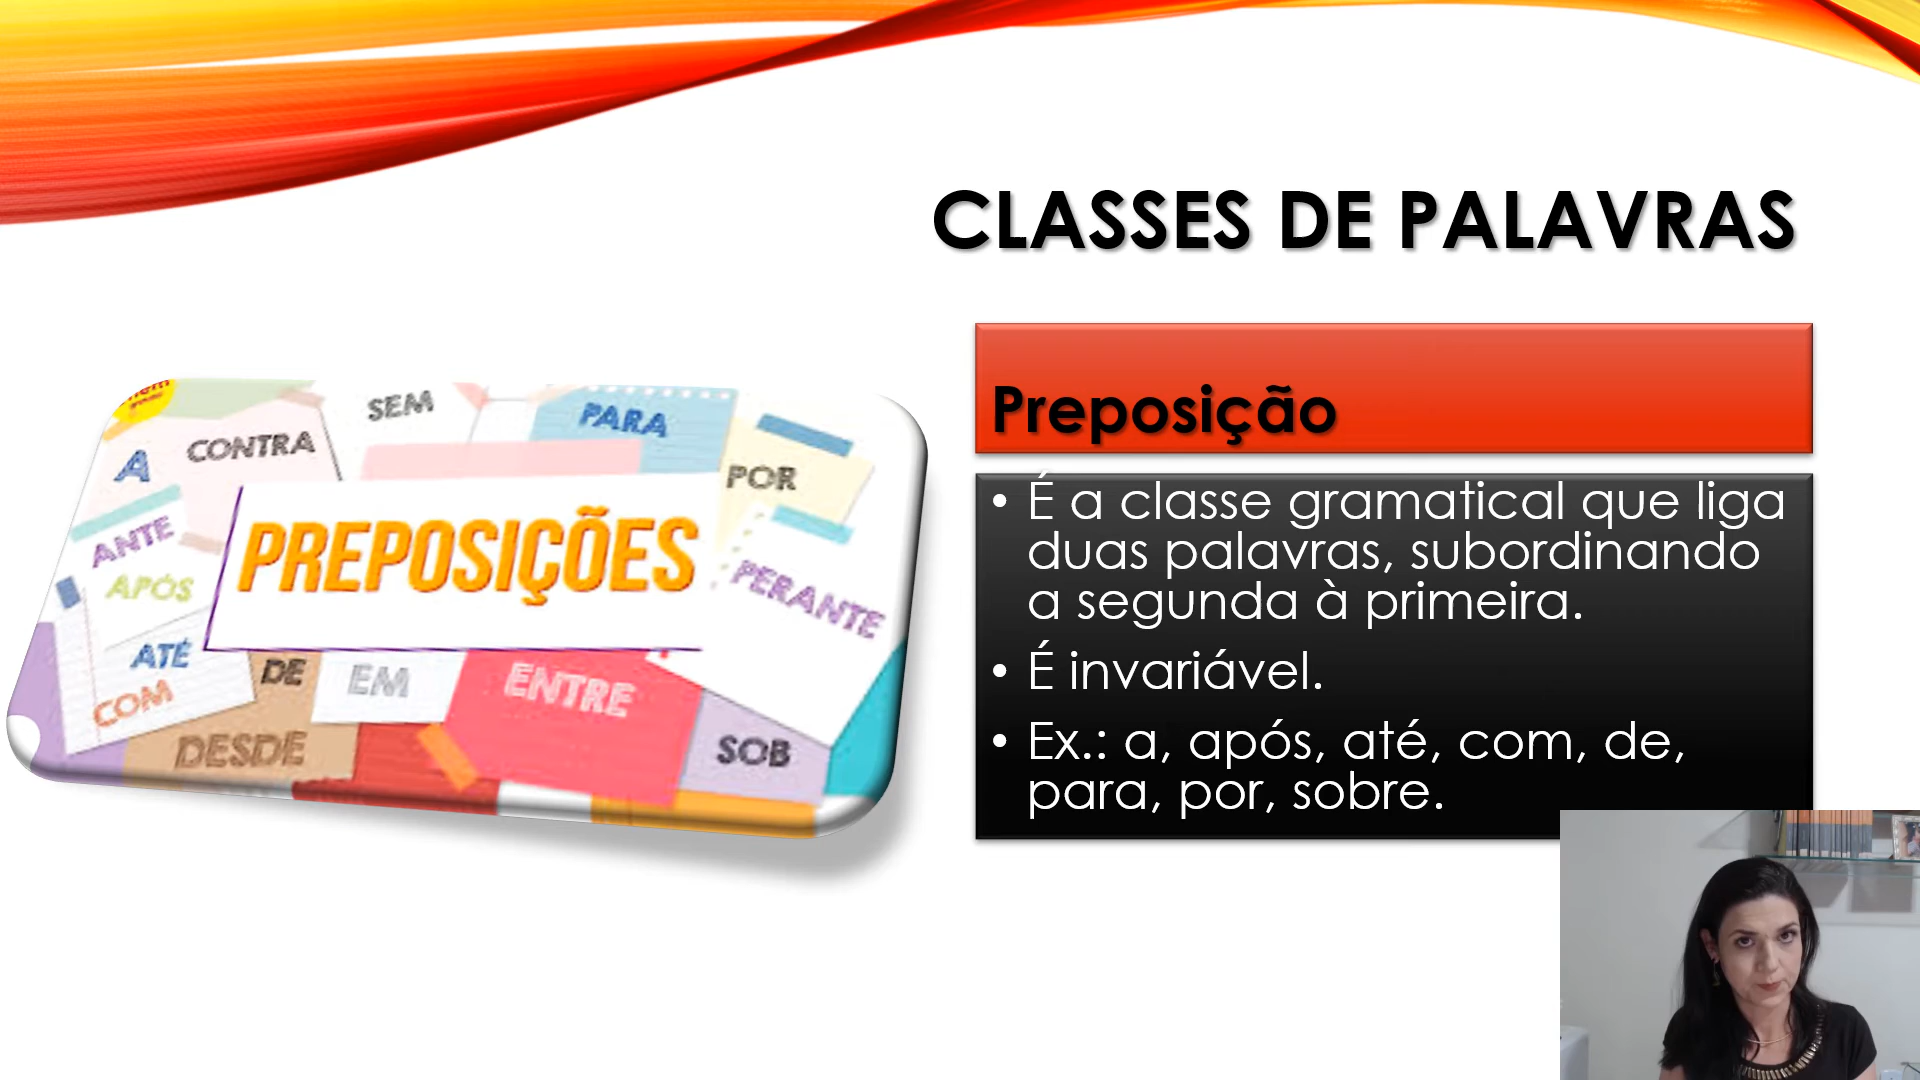 CLASSES DE PALAVRAS
Preposição
• É a classe gramatical que liga
duas palavras, subordinando
a segunda à primeira.
• É invariável.
• Ex.: a, após, até, com, de,
para, por, sobre.
SEM
PARA
CONTRA
A
POR
ANTE
PREPOSIÇÕES
APÓS
PERANTE
ATÉ
DE
EM
ENTRE
COM
DESDE
SOB